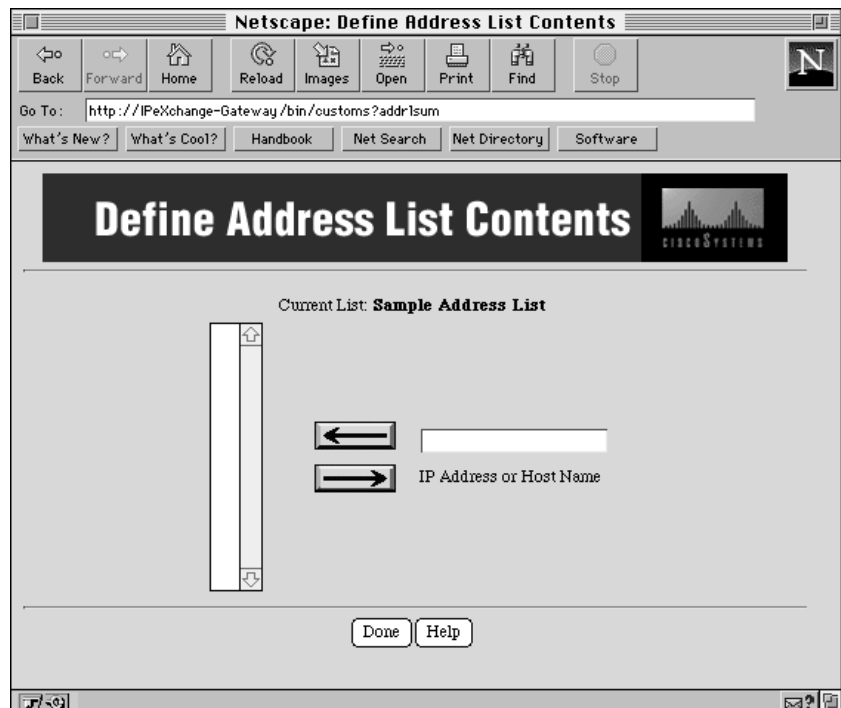 Netscape: Define Address List Contents
Back Forward Home Reload Images Open Print Find Stop
N
Go To: http://IPeXchange-Gateway/bin/customs?addrlsum
What's New? What's Cool? Handbook Net Search Net Directory Software
Define Address List Contents
CISCO SYSTEMS
Current List: Sample Address List
IP Address or Host Name
Done Help
?